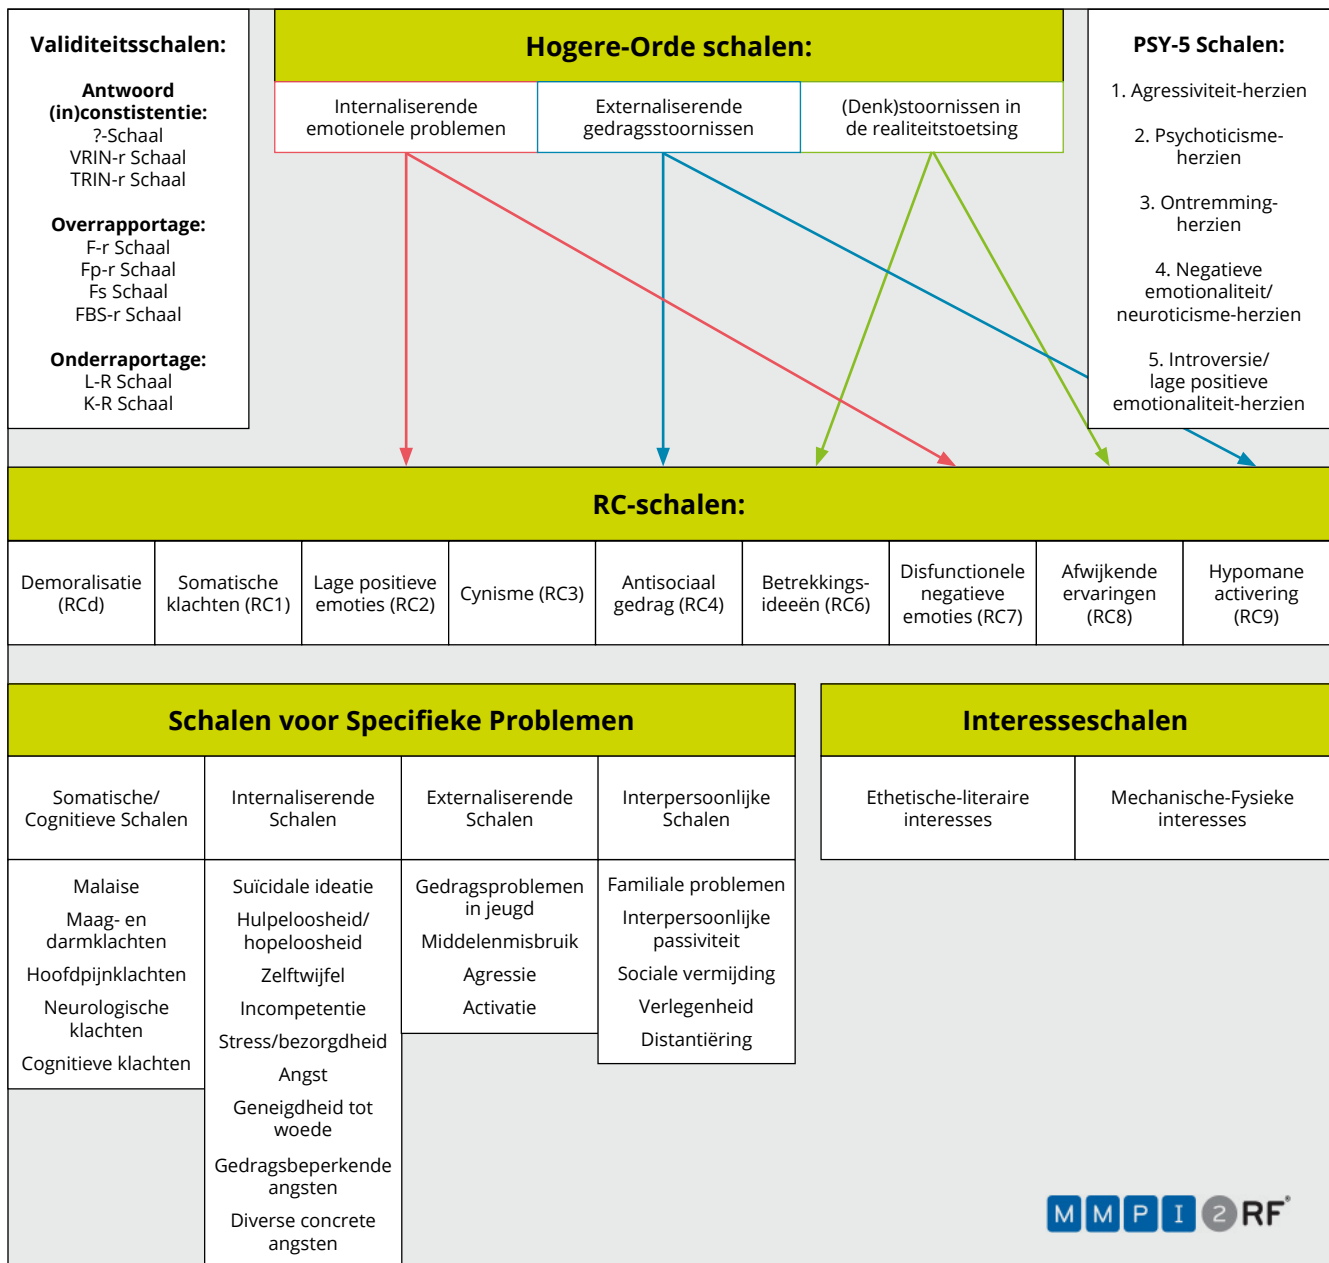 Validiteitsschalen:
Antwoord
(in)constistentie:
?-Schaal
VRIN-r Schaal
TRIN-r Schaal
Overrapportage:
F-r Schaal
Fp-r Schaal
Fs Schaal
FBS-r Schaal
Onderraportage:
L-R Schaal
K-R Schaal
Hogere-Orde schalen:
Internaliserende
emotionele problemen
Externaliserende
gedragsstoornissen
(Denk)stoornissen in
de realiteitstoetsing
PSY-5 Schalen:
1. Agressiviteit-herzien
2. Psychoticisme-
herzien
3. Ontremming-
herzien
4. Negatieve
emotionaliteit/
neuroticisme-herzien
5. Introversie/
lage positieve
emotionaliteit-herzien
RC-schalen:
Demoralisatie
(RCd)
Somatische
klachten (RC1)
Lage positieve
emoties (RC2)
Cynisme (RC3)
Antisociaal
gedrag (RC4)
Betrekkings-
ideeën (RC6)
Disfunctionele
negatieve
emoties (RC7)
Afwijkende
ervaringen
(RC8)
Hypomane
activering
(RC9)
Schalen voor Specifieke Problemen
Somatische/
Cognitieve Schalen
Malaise
Maag- en
darmklachten
Hoofdpijnklachten
Neurologische
klachten
Cognitieve klachten
Internaliserende
Schalen
Suïcidale ideatie
Hulpeloosheid/
hopeloosheid
Zelftwijfel
Incompetentie
Stress/bezorgdheid
Angst
Geneigdheid tot
woede
Gedragsbeperkende
angsten
Diverse concrete
angsten
Externaliserende
Schalen
Gedragsproblemen
in jeugd
Middelenmisbruik
Agressie
Activatie
Interpersoonlijke
Schalen
Familiale problemen
Interpersoonlijke
passiviteit
Sociale vermijding
Verlegenheid
Distantiëring
Interesseschalen
Ethetische-literaire
interesses
Mechanische-Fysieke
interesses
MMPI 2 RF®